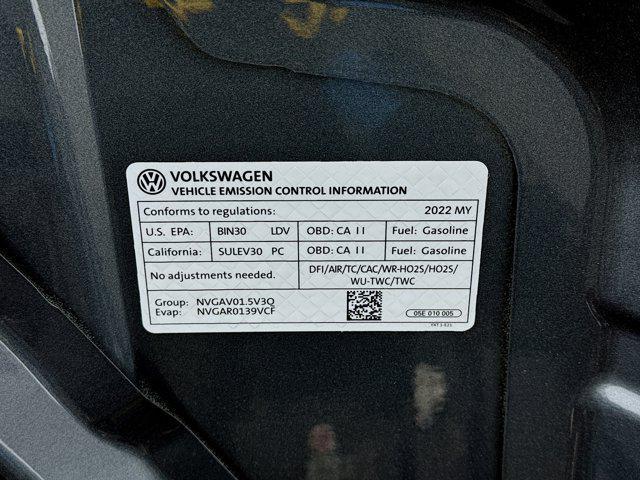 VOLKSWAGEN
VEHICLE EMISSION CONTROL INFORMATION
Conforms to regulations: 2022 MY
U.S. EPA: BIN30 LDV OBD: CA II Fuel: Gasoline
California: SULEV30 PC OBD: CA II Fuel: Gasoline
No adjustments needed. DFI/AIR/TC/CAC/WR-HO2S/HO2S/
WU-TWC/TWC
Group: NVGAV01.5V3Q
Evap: NVGAR0139VCF
05E 010 005